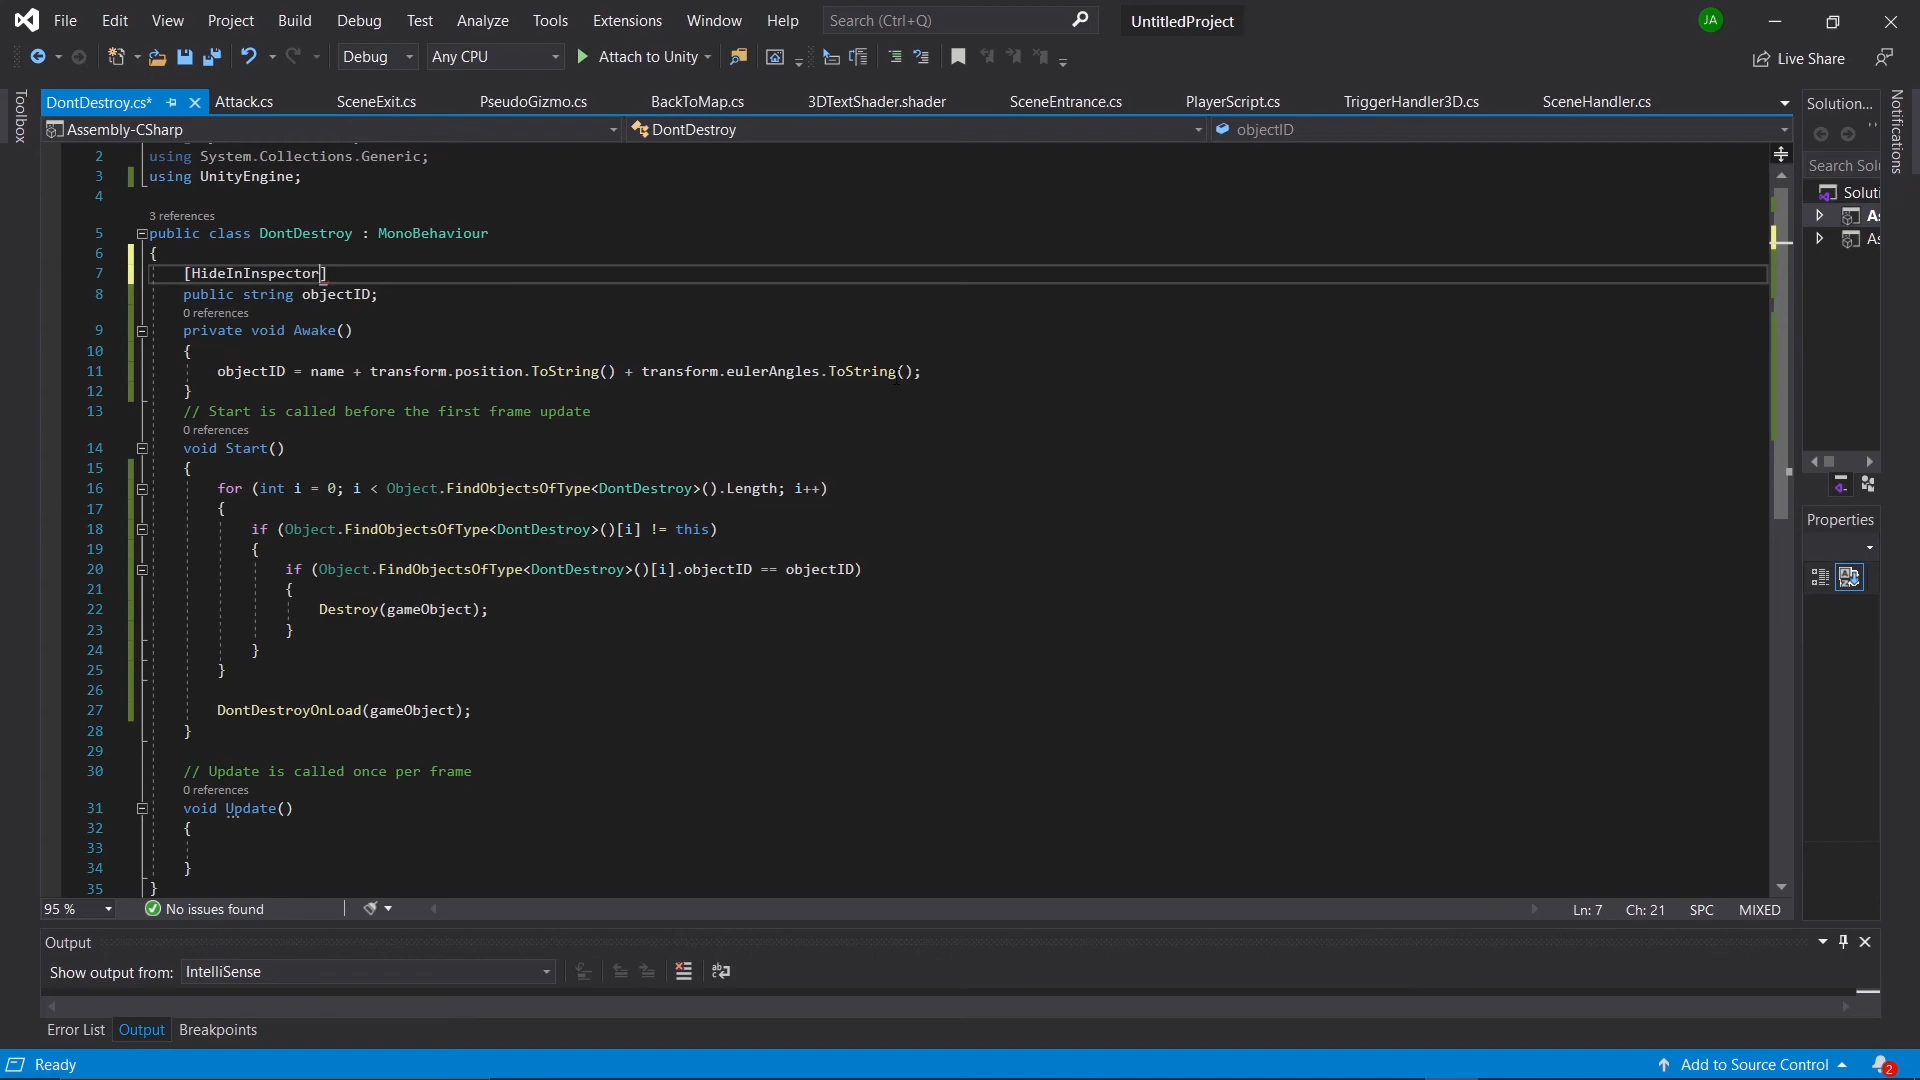 File Edit View Project Build Debug Test Analyze Tools Extensions Window Help Search (Ctrl+Q) UntitledProject JA
Debug Any CPU Attach to Unity Live Share
Toolbox
DontDestroy.cs* Attack.cs SceneExit.cs PseudoGizmo.cs BackToMap.cs 3DTextShader.shader SceneEntrance.cs PlayerScript.cs TriggerHandler3D.cs SceneHandler.cs
Assembly-CSharp DontDestroy objectID
2 using System.Collections.Generic;
3 using UnityEngine;
4
3 references
5 public class DontDestroy : MonoBehaviour
6 {
7 [HideInInspector]
8 public string objectID;
0 references
9 private void Awake()
10 {
11 objectID = name + transform.position.ToString() + transform.eulerAngles.ToString();
12 }
13 // Start is called before the first frame update
0 references
14 void Start()
15 {
16 for (int i = 0; i < Object.FindObjectsOfType<DontDestroy>().Length; i++)
17 {
18 if (Object.FindObjectsOfType<DontDestroy>()[i] != this)
19 {
20 if (Object.FindObjectsOfType<DontDestroy>()[i].objectID == objectID)
21 {
22 Destroy(gameObject);
23 }
24 }
25 }
26
27 DontDestroyOnLoad(gameObject);
28 }
29
30 // Update is called once per frame
0 references
31 void Update()
32 {
33
34 }
35 }
95 % No issues found Ln: 7 Ch: 21 SPC MIXED
Solution...
Search Solu
Soluti
As
As
Properties
Notifications
Output
Show output from: IntelliSense
Error List Output Breakpoints
Ready Add to Source Control 2